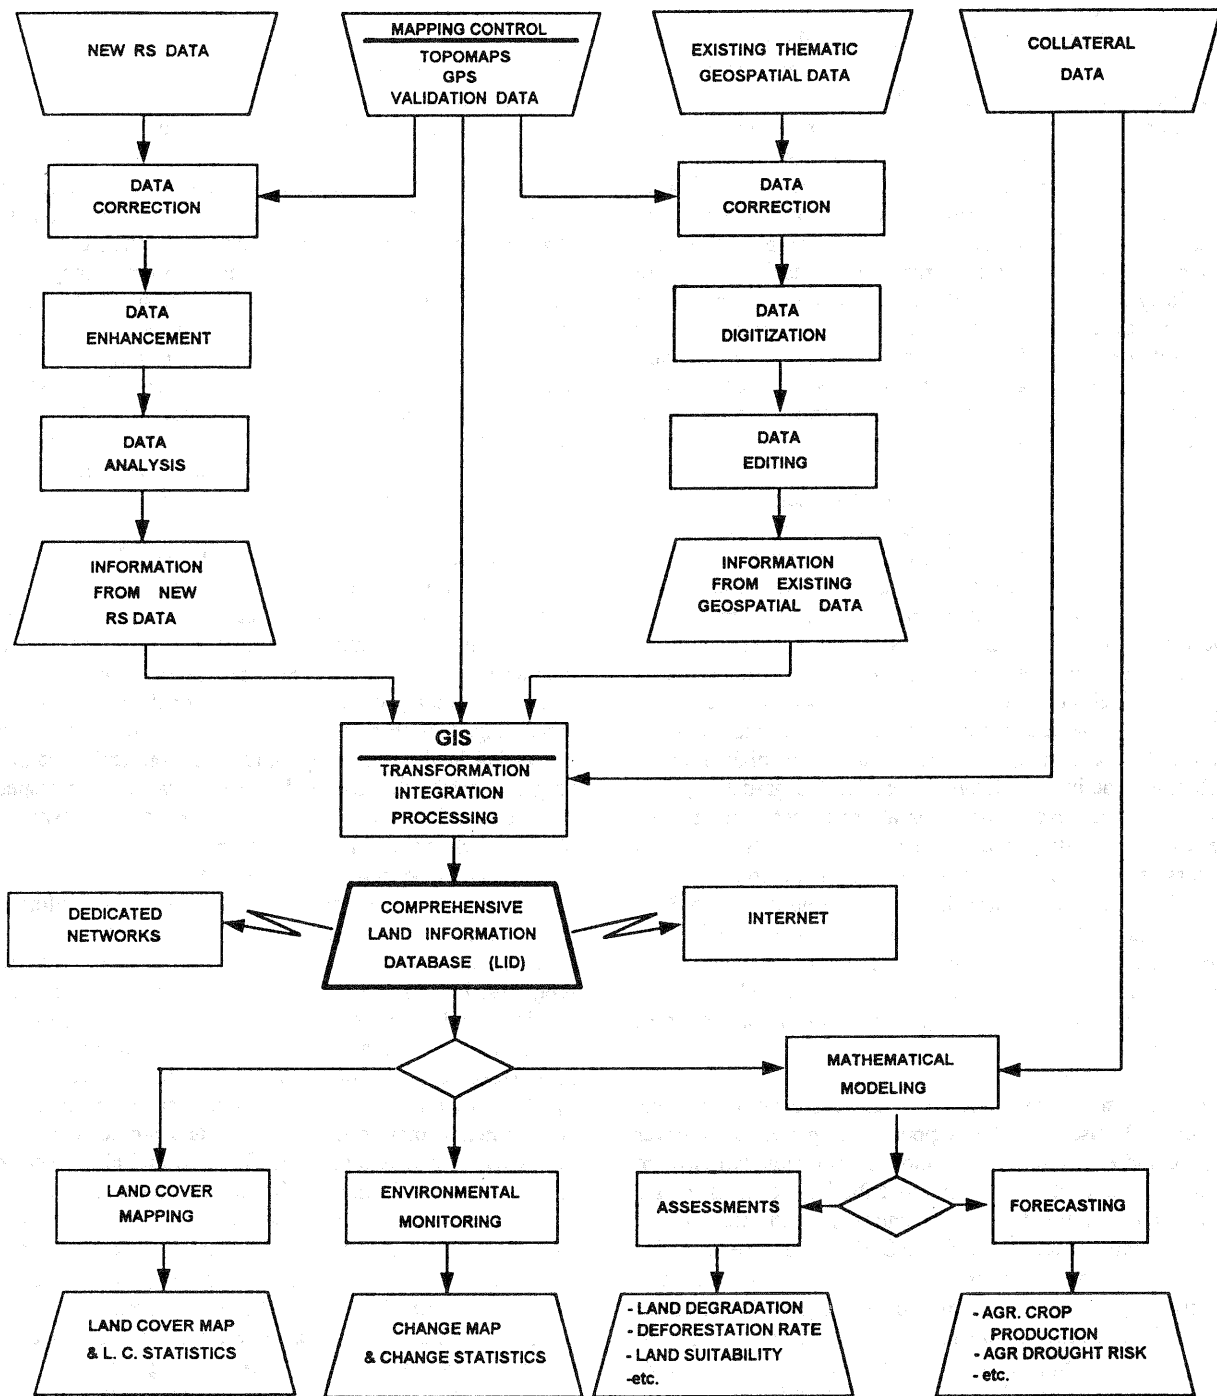 NEW RS DATA
MAPPING CONTROL
TOPOMAPS
GPS
VALIDATION DATA
EXISTING THEMATIC
GEOSPATIAL DATA
COLLATERAL
DATA
DATA
CORRECTION
DATA
CORRECTION
DATA
ENHANCEMENT
DATA
DIGITIZATION
DATA
ANALYSIS
DATA
EDITING
INFORMATION
FROM NEW
RS DATA
INFORMATION
FROM EXISTING
GEOSPATIAL DATA
GIS
TRANSFORMATION
INTEGRATION
PROCESSING
DEDICATED
NETWORKS
COMPREHENSIVE
LAND INFORMATION
DATABASE (LID)
INTERNET
MATHEMATICAL
MODELING
LAND COVER
MAPPING
ENVIRONMENTAL
MONITORING
ASSESSMENTS
FORECASTING
LAND COVER MAP
& L. C. STATISTICS
CHANGE MAP
& CHANGE STATISTICS
- LAND DEGRADATION
- DEFORESTATION RATE
- LAND SUITABILITY
-etc.
- AGR. CROP
PRODUCTION
- AGR DROUGHT RISK
- etc.